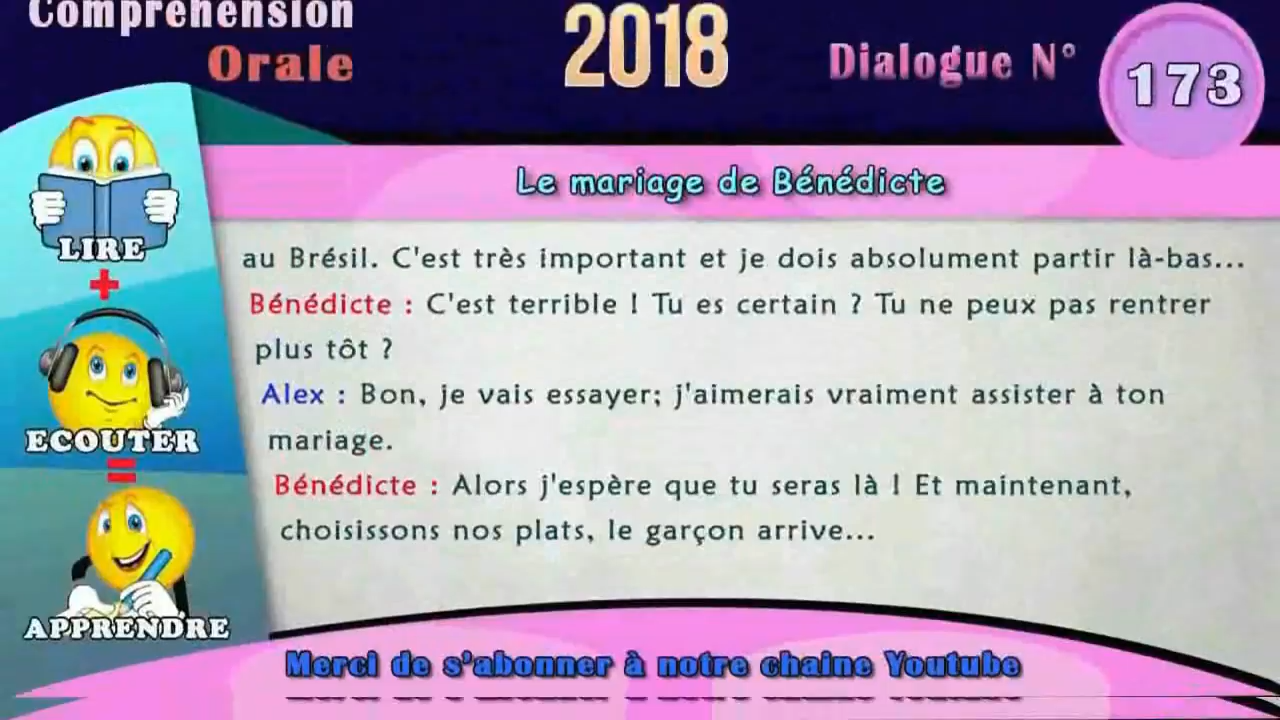 Compréhension
Orale
2018
Dialogue N°
173
Le mariage de Bénédicte
LIRE
+
ECOUTER
=
APPRENDRE
au Brésil. C'est très important et je dois absolument partir là-bas...
Bénédicte : C'est terrible ! Tu es certain ? Tu ne peux pas rentrer
plus tôt ?
Alex : Bon, je vais essayer; j'aimerais vraiment assister à ton
mariage.
Bénédicte : Alors j'espère que tu seras là ! Et maintenant,
choisissons nos plats, le garçon arrive...
Merci de s'abonner à notre chaine Youtube